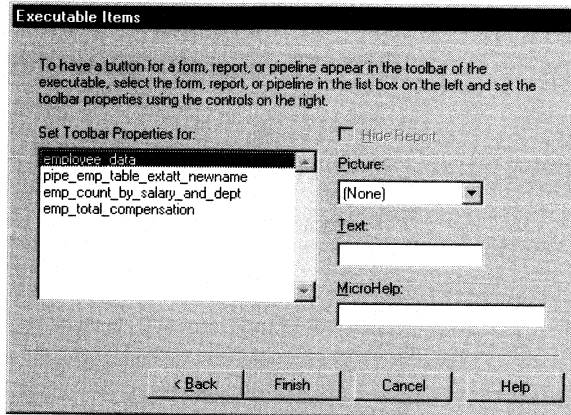 Executable Items
To have a button for a form, report, or pipeline appear in the toolbar of the
executable, select the form, report, or pipeline in the list box on the left and set the
toolbar properties using the controls on the right.
Set Toolbar Properties for:
employee_data
pipe_emp_table_extatt_newname
emp_count_by_salary_and_dept
emp_total_compensation
Hide Report
Picture:
(None)
Text:
MicroHelp:
< Back
Finish
Cancel
Help